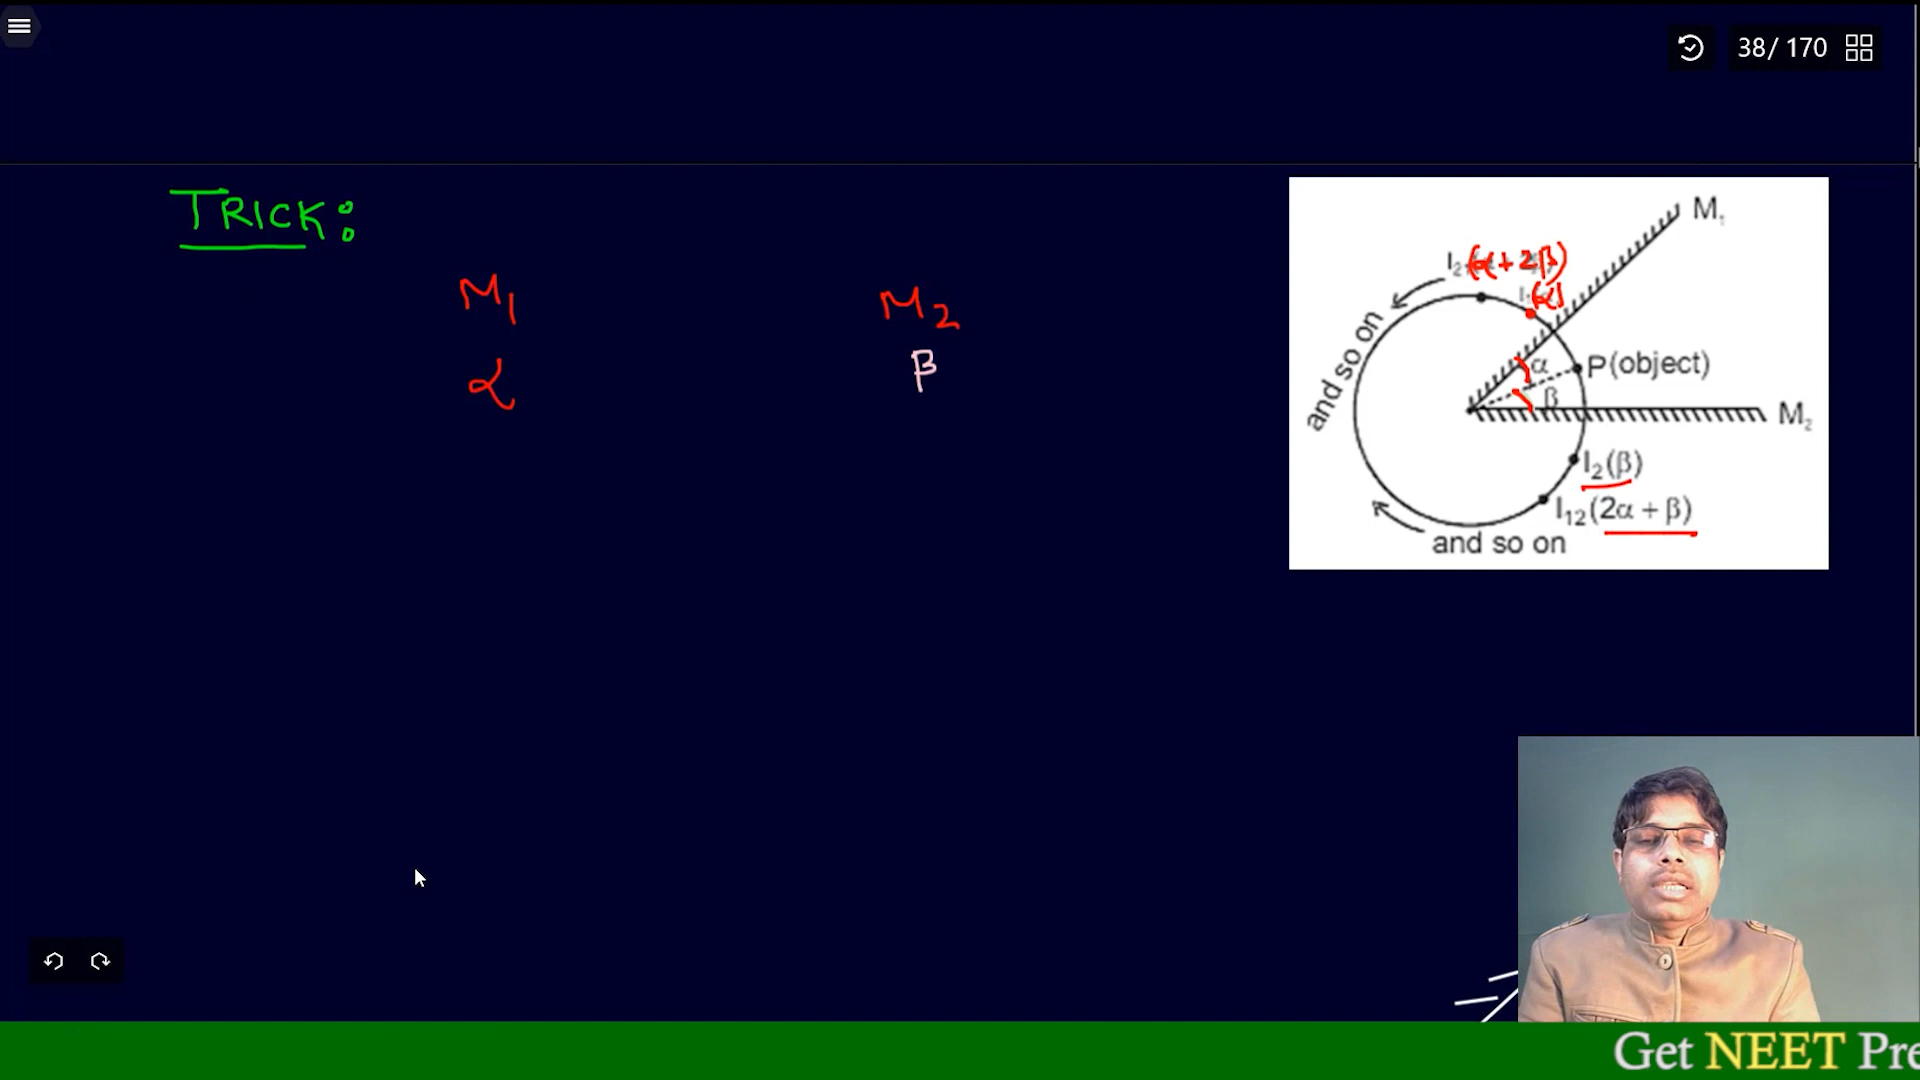 38/ 170
TRICK:
M₁ M₂
α β
M₁
I₂ (α + 2β)
(α)
and so on
α
P(object)
β
M₂
I₂(β)
I₁₂(2α + β)
and so on
Get NEET Pre